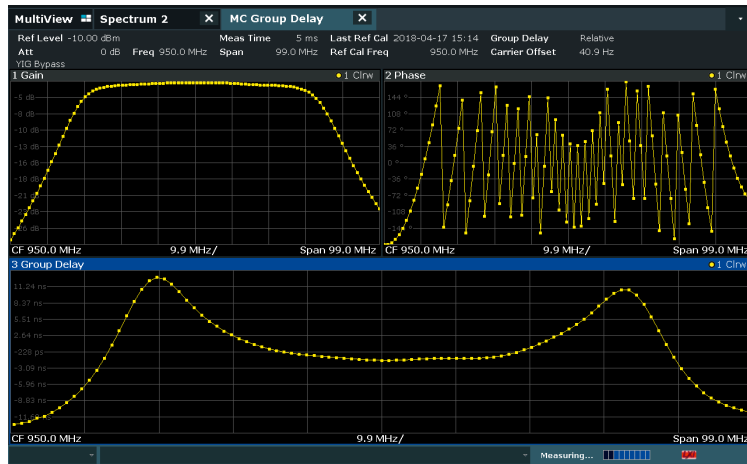 MultiView Spectrum 2 X MC Group Delay X
Ref Level -10.00 dBm Meas Time 5 ms Last Ref Cal 2018-04-17 15:14 Group Delay Relative
Att 0 dB Freq 950.0 MHz Span 99.0 MHz Ref Cal Freq 950.0 MHz Carrier Offset 40.9 Hz
YIG Bypass
1 Gain 1 Clrw
-5 dB
-10 dB
-13 dB
-16 dB
-18 dB
CF 950.0 MHz 9.9 MHz/ Span 99.0 MHz
2 Phase 1 Clrw
144 °
108 °
72 °
36 °
0 °
-36 °
-72 °
-108
CF 950.0 MHz 9.9 MHz/ Span 99.0 MHz
3 Group Delay 1 Clrw
11.24 ns
8.37 ns
5.51 ns
2.64 ns
-228 ps
-3.09 ns
-5.96 ns
-8.83 ns
CF 950.0 MHz 9.9 MHz/ Span 99.0 MHz
Measuring...